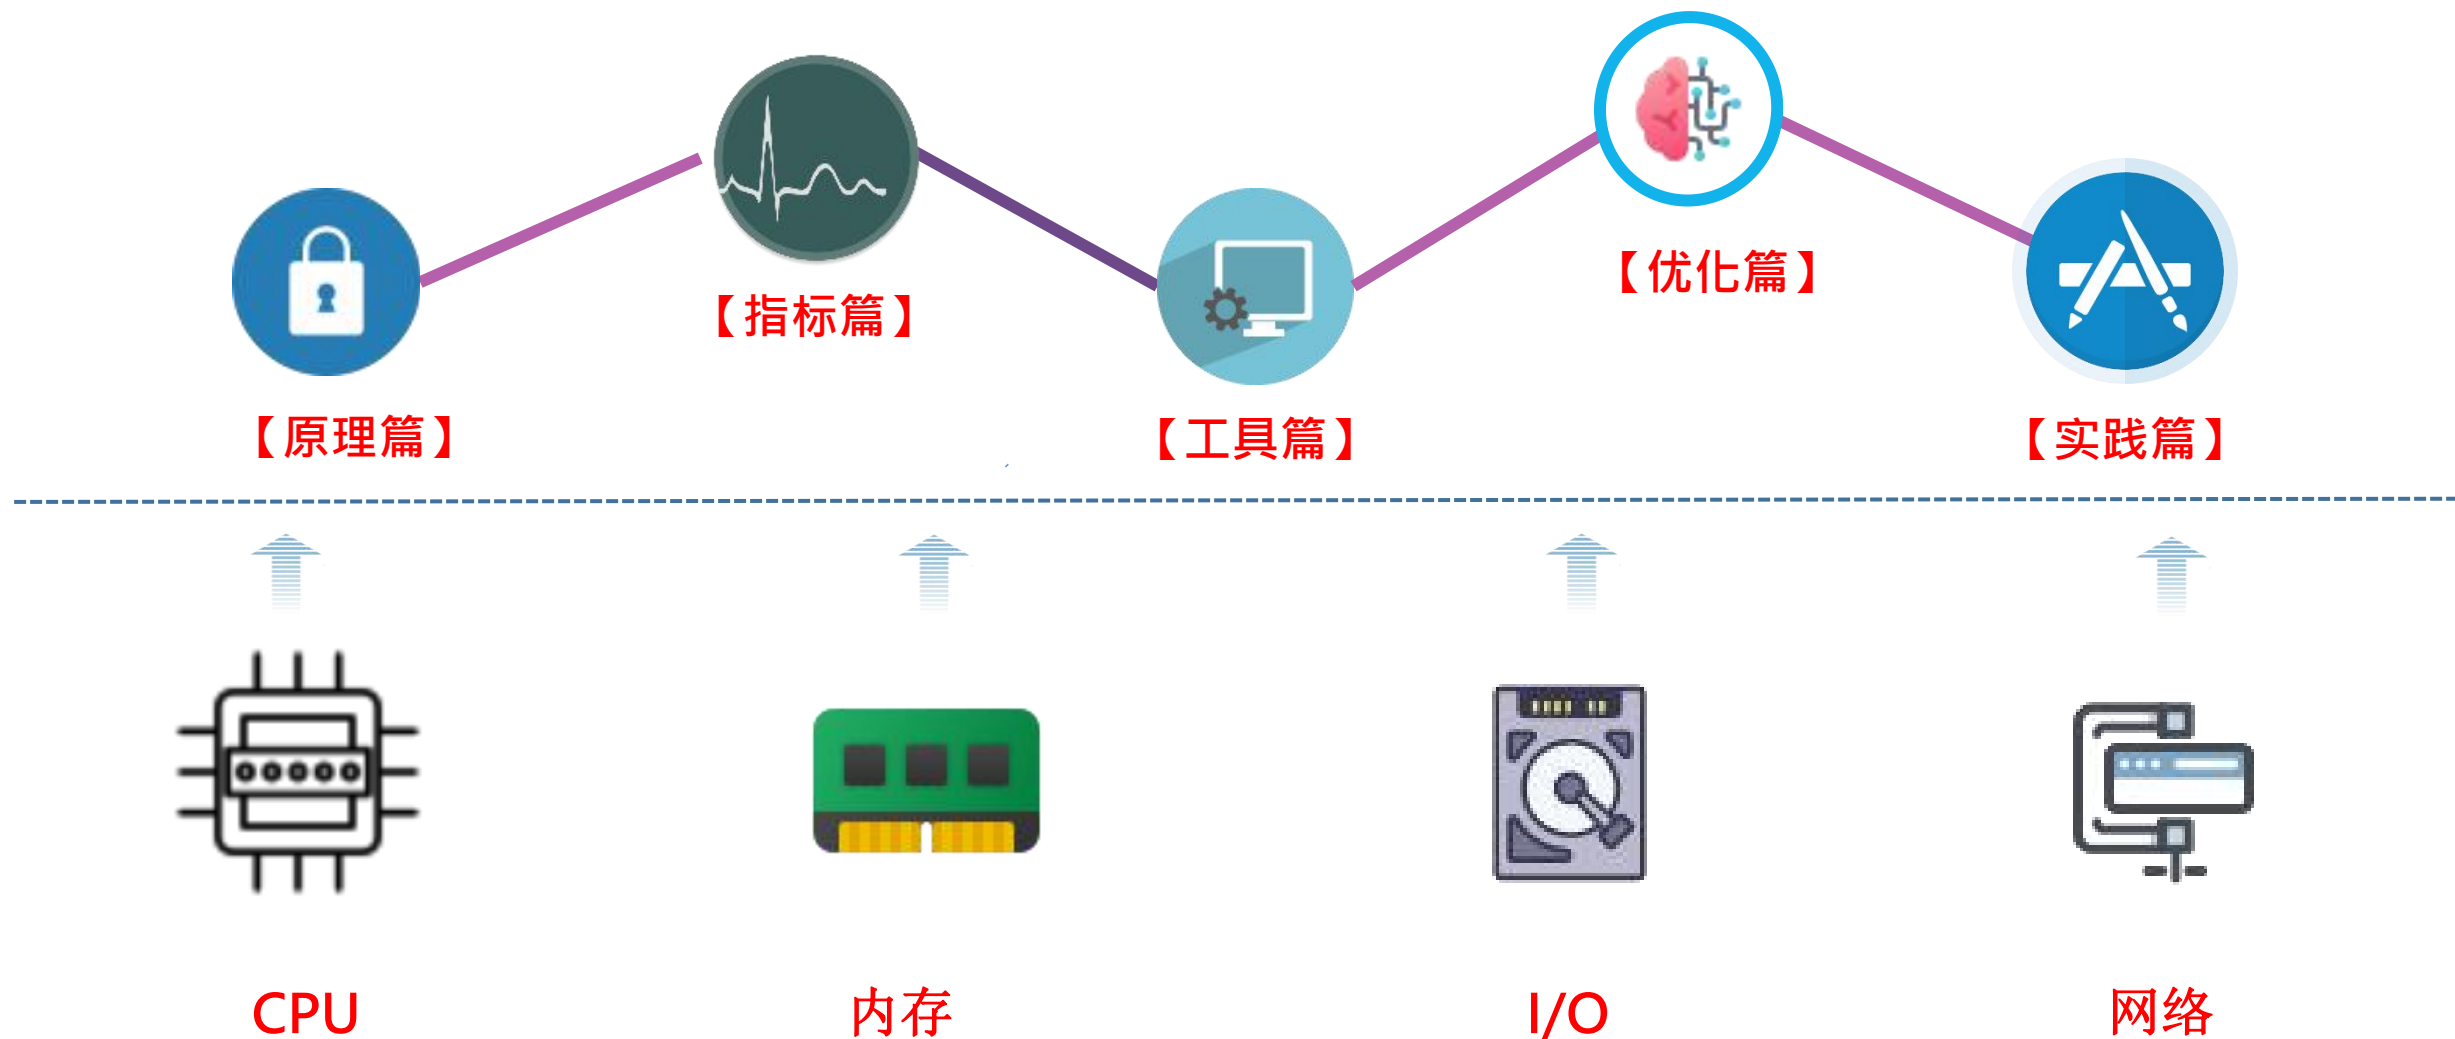 【优化篇】
【指标篇】
【原理篇】
【工具篇】
【实践篇】
CPU
内存
I/O
网络